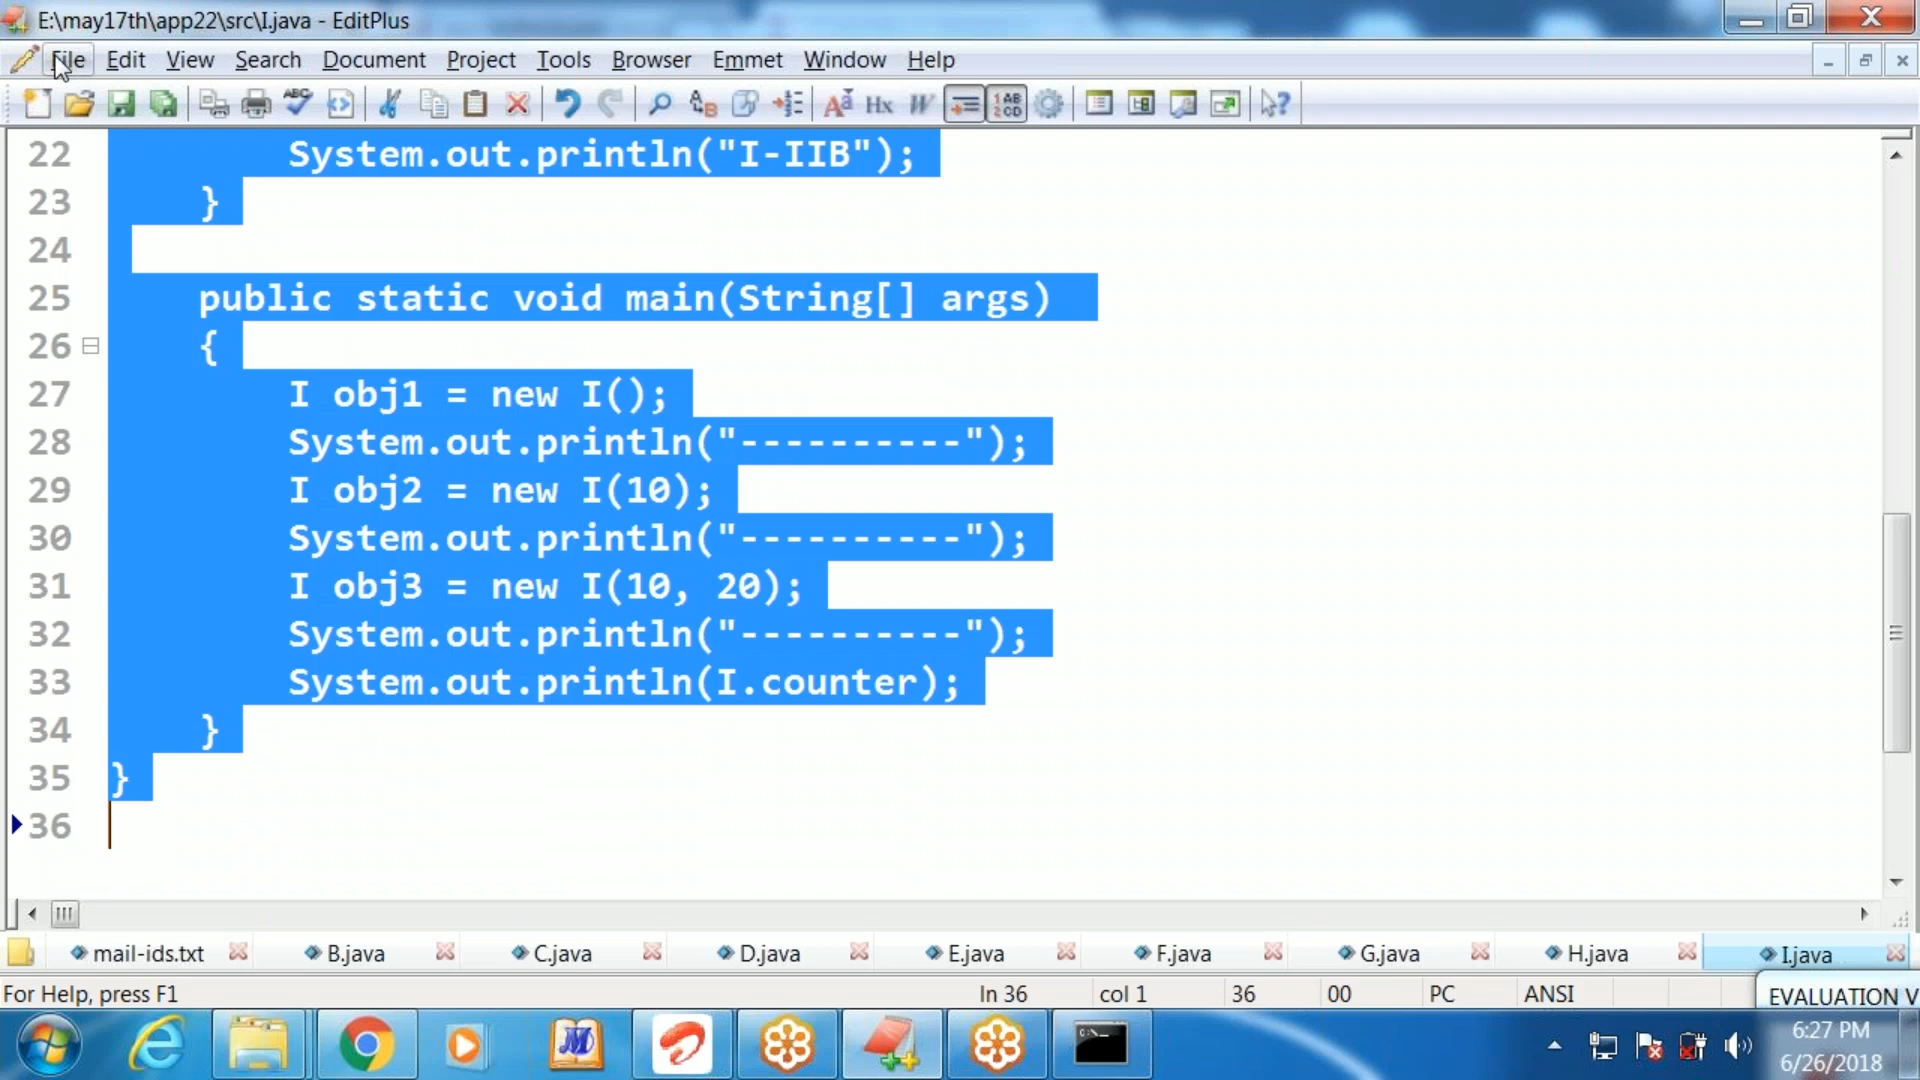 E:\may17th\app22\src\I.java - EditPlus
File Edit View Search Document Project Tools Browser Emmet Window Help
22 System.out.println("I-IIB");
23 }
24
25 public static void main(String[] args)
26 {
27 I obj1 = new I();
28 System.out.println("----------");
29 I obj2 = new I(10);
30 System.out.println("----------");
31 I obj3 = new I(10, 20);
32 System.out.println("----------");
33 System.out.println(I.counter);
34 }
35 }
36
mail-ids.txt B.java C.java D.java E.java F.java G.java H.java I.java
For Help, press F1 ln 36 col 1 36 00 PC ANSI EVALUATION V
6:27 PM
6/26/2018